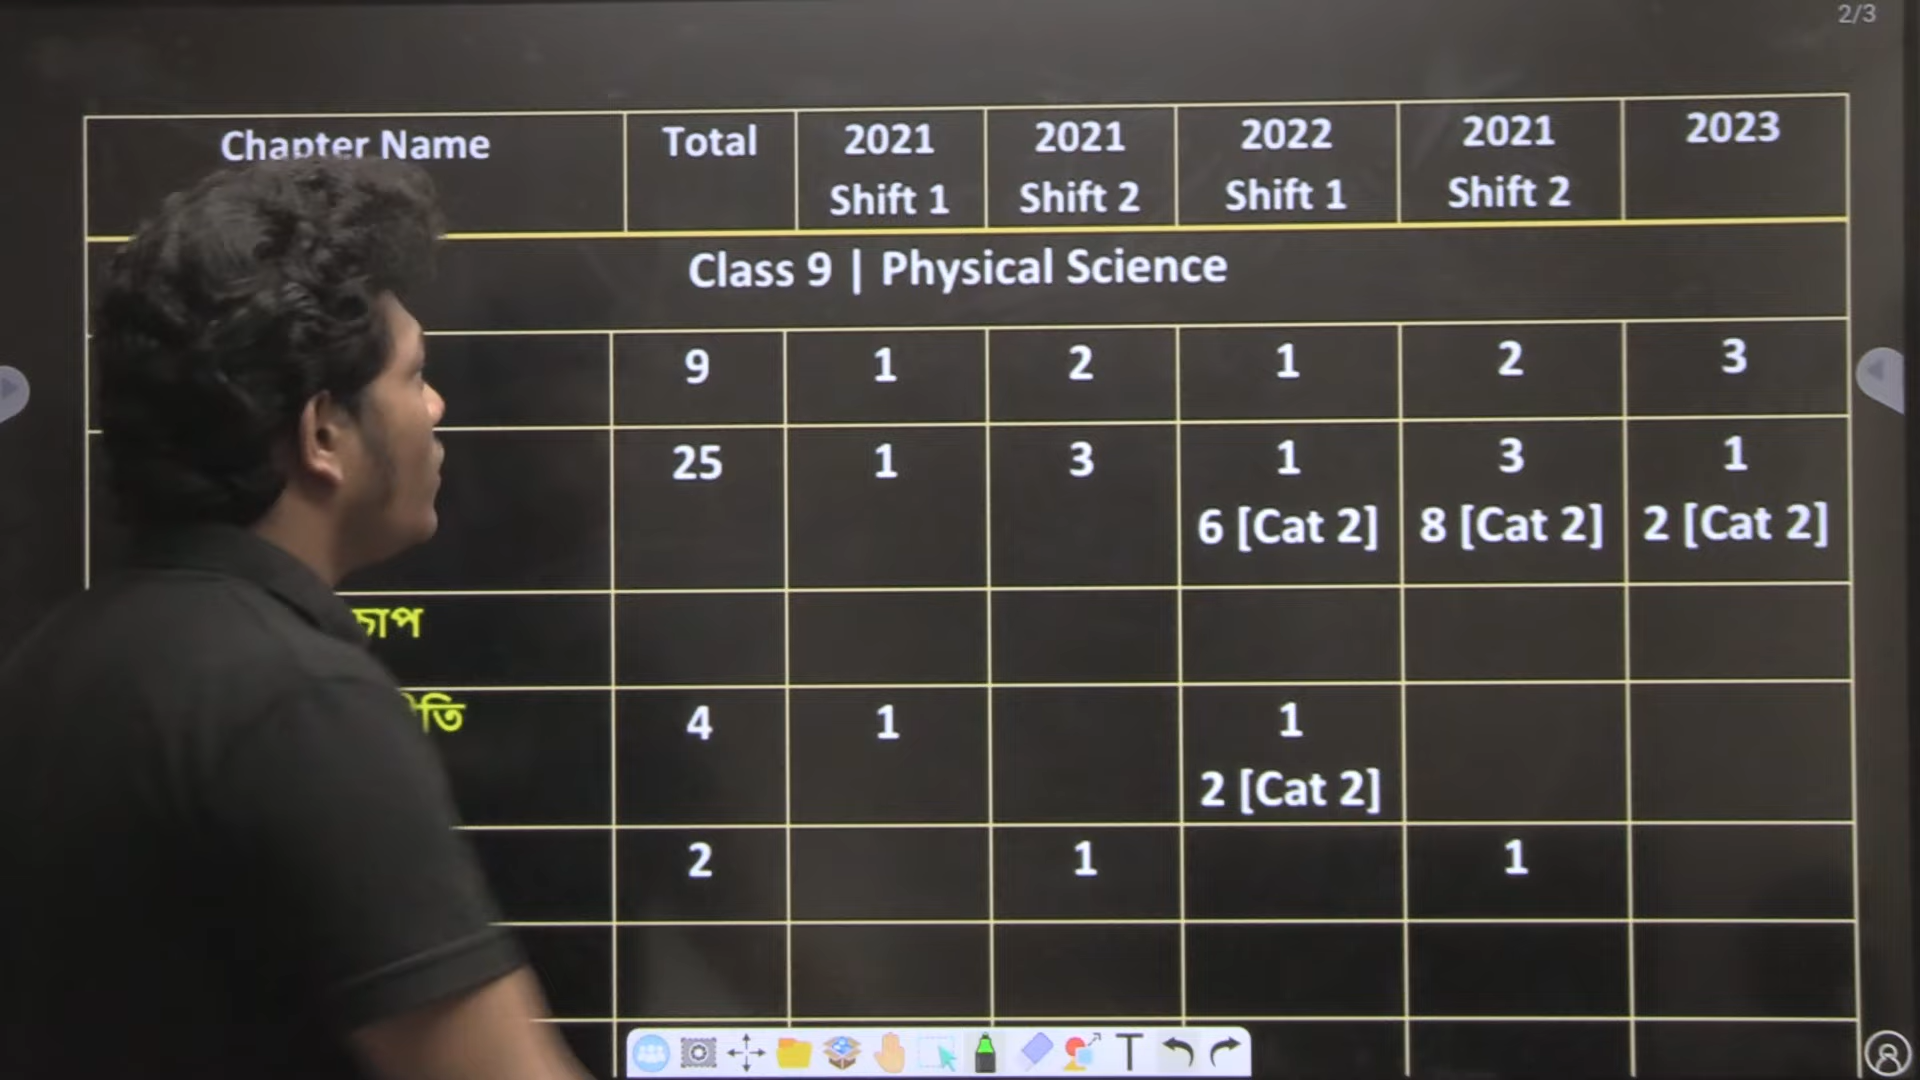 2/3
Chapter Name Total 2021 Shift 1 2021 Shift 2 2022 Shift 1 2021 Shift 2 2023
Class 9 | Physical Science
9 1 2 1 2 3
25 1 3 1 3 1
6 [Cat 2] 8 [Cat 2] 2 [Cat 2]
চাপ
4 1 1
2 [Cat 2]
2 1 1
T